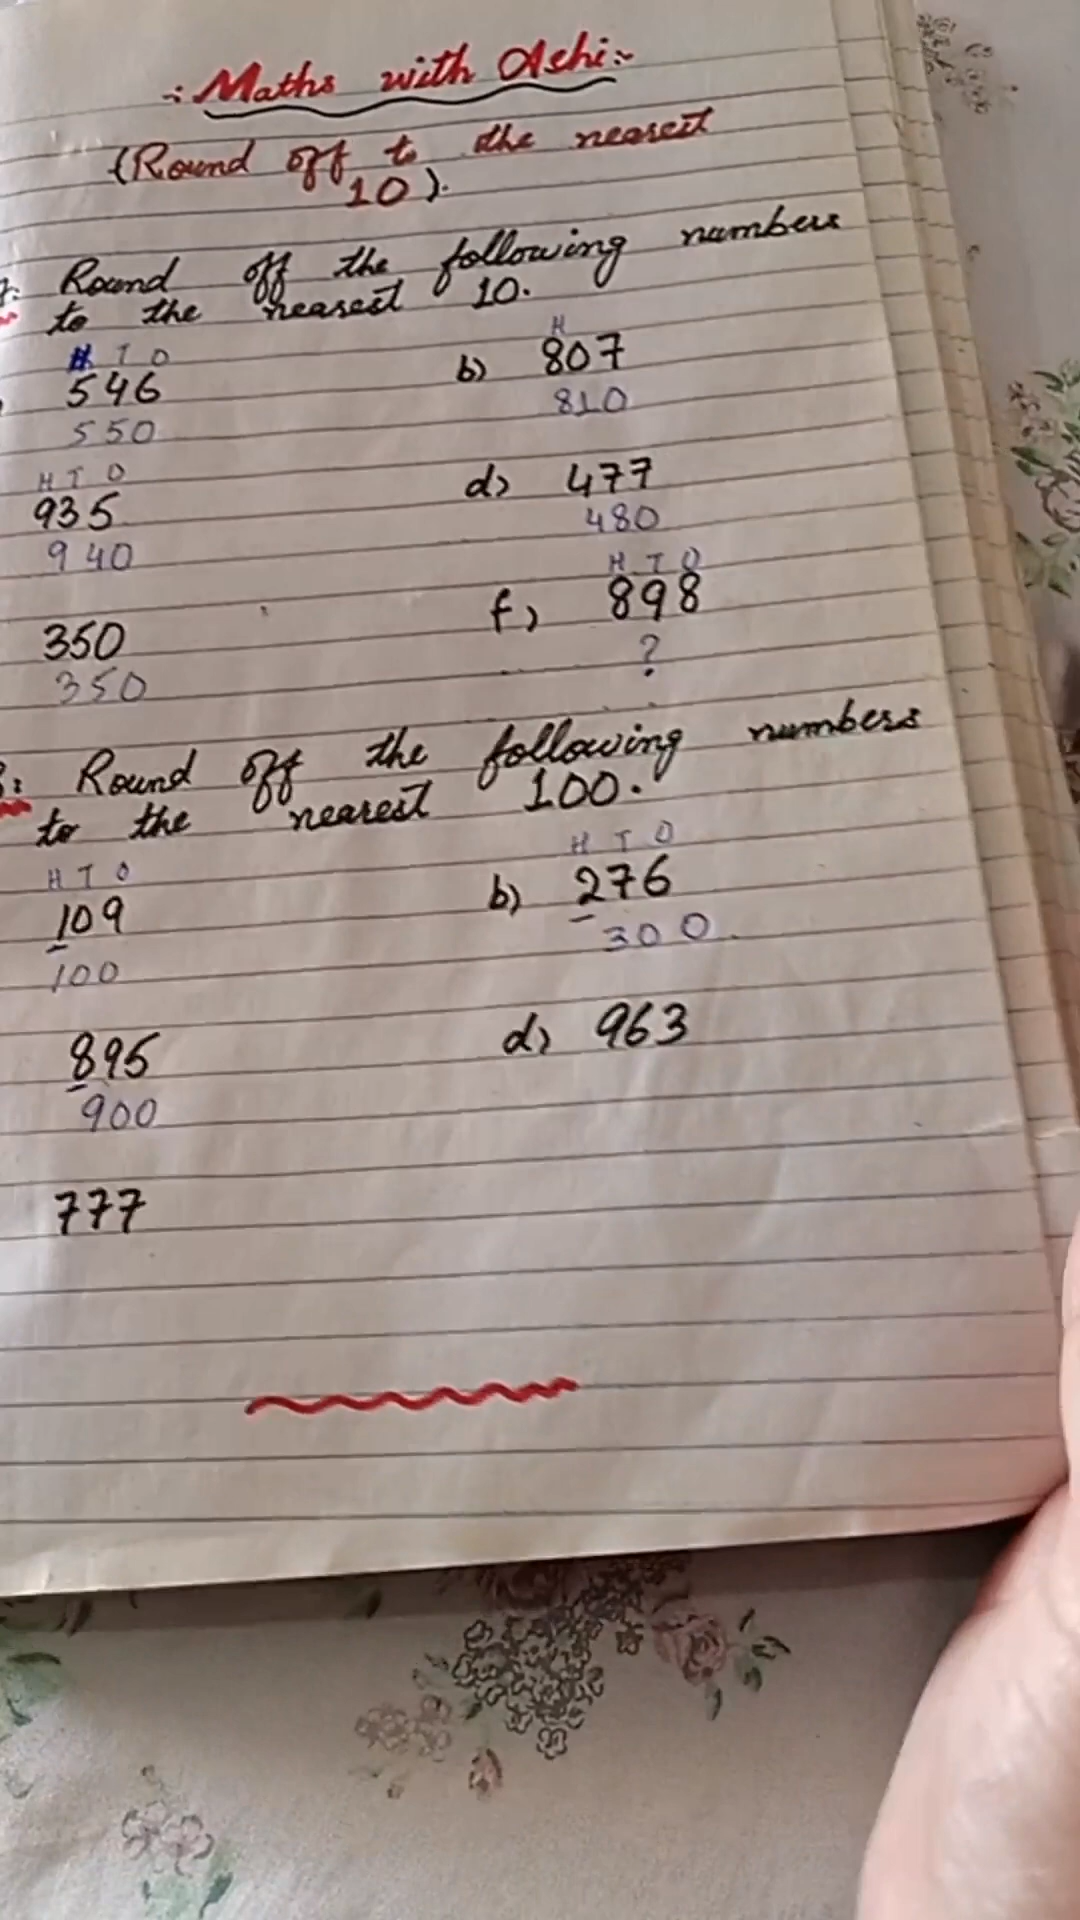 :- Maths with Ashi :-
(Round off to the nearest
10).
Round off the following numbers
to the nearest 10.
H T O
H
546
b) 807
550
810
H T O
935
d) 477
940
480
H T O
350
f) 898
350
?
Round off the following numbers
to the nearest 100.
H T O
H T O
109
b) 276
100
300
895
d) 963
900
777